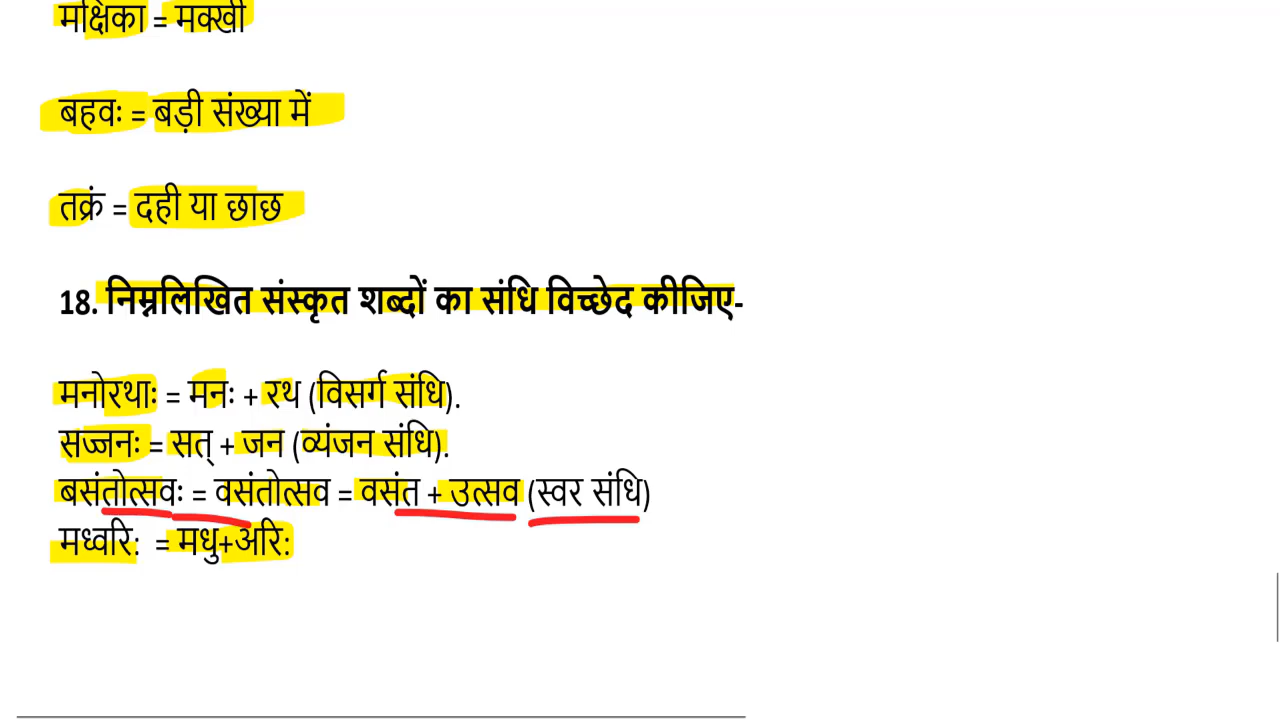 मक्षिका = मक्खी
बहवः = बड़ी संख्या में
तक्रं = दही या छाछ
18. निम्नलिखित संस्कृत शब्दों का संधि विच्छेद कीजिए-
मनोरथाः = मनः + रथ (विसर्ग संधि).
सज्जनः = सत् + जन (व्यंजन संधि).
बसंतोत्सवः = वसंतोत्सव = वसंत + उत्सव (स्वर संधि)
मध्वरि: = मधु+अरि: